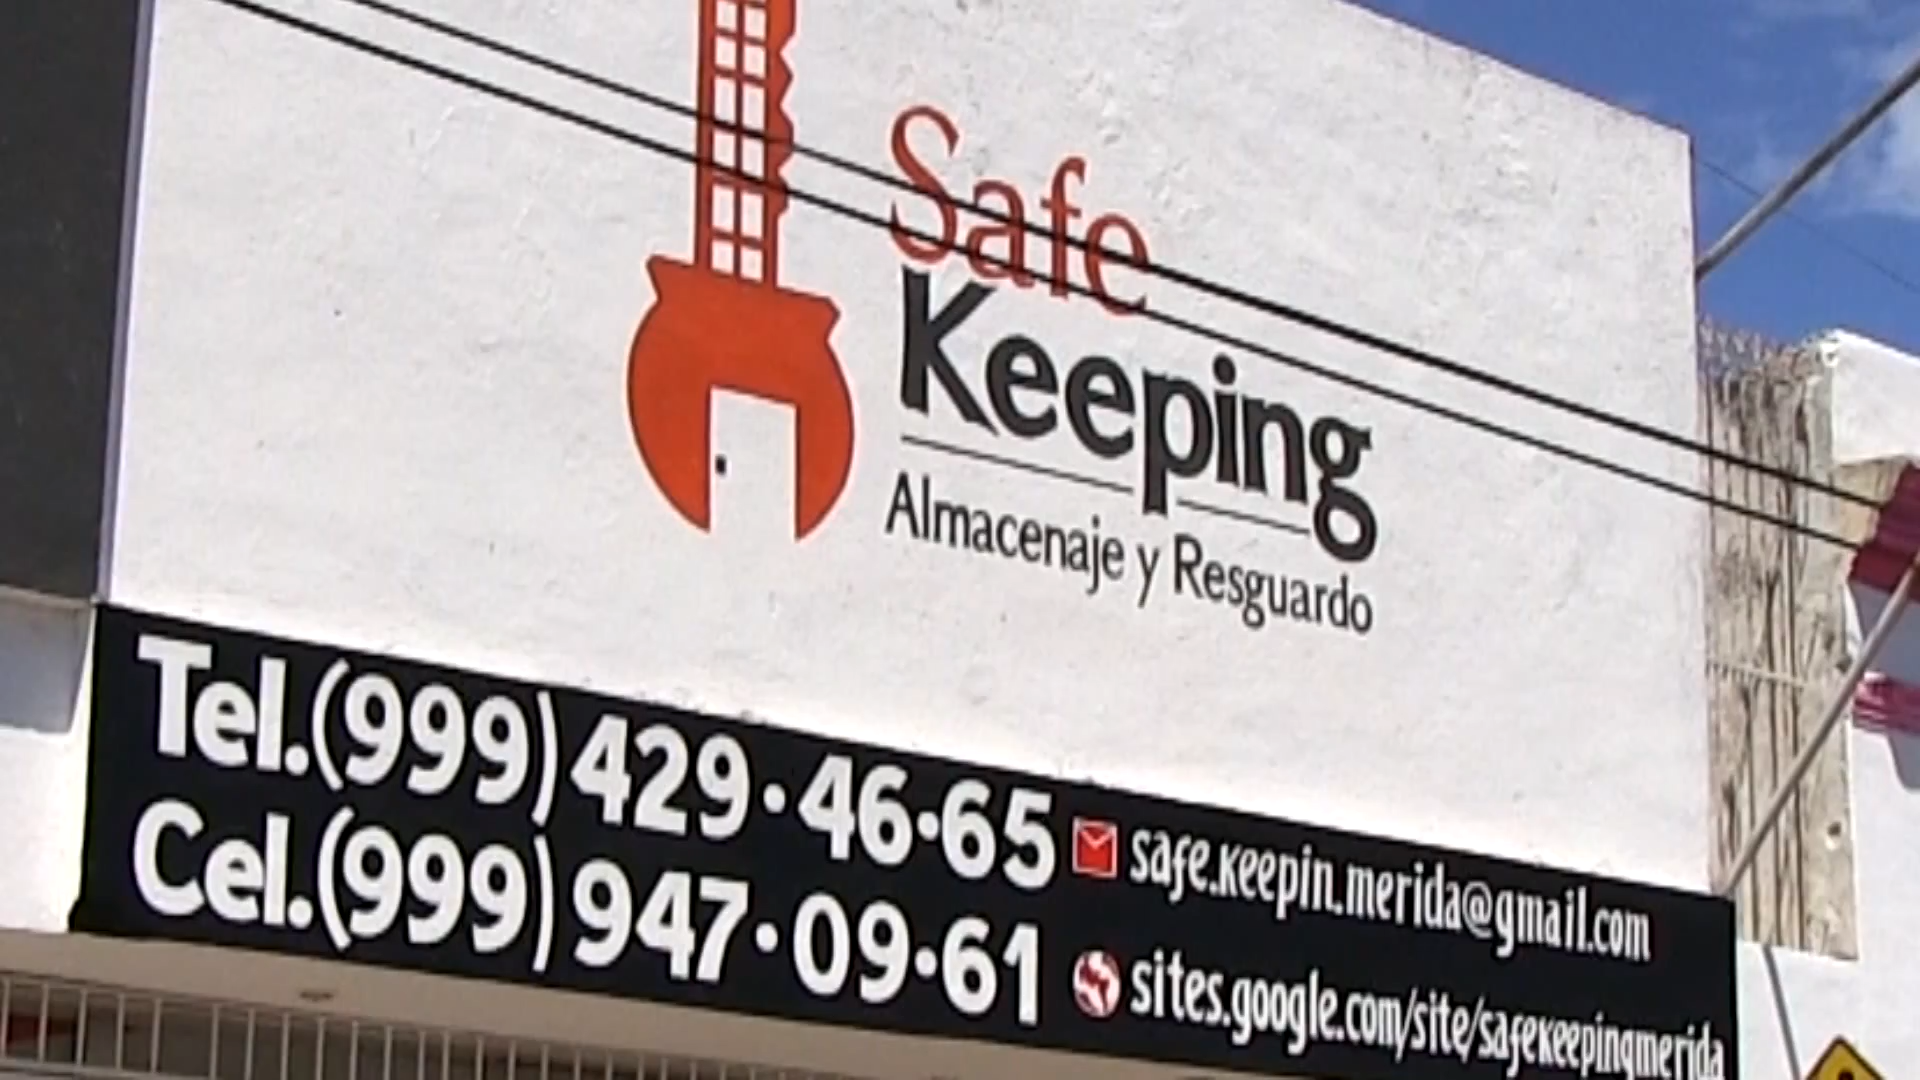 Safe
Keeping
Almacenaje y Resguardo
Tel.(999) 429·46·65
Cel.(999) 947·09·61
safe.keepin.merida@gmail.com
sites.google.com/site/safekeepingmerida